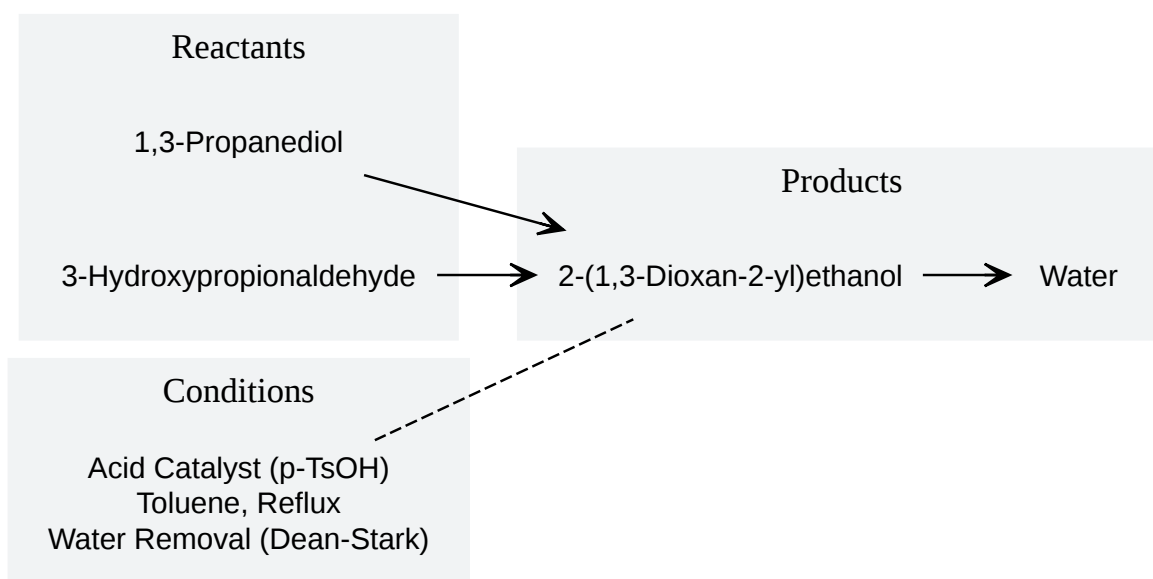 Reactants
1,3-Propanediol
3-Hydroxypropionaldehyde
Products
2-(1,3-Dioxan-2-yl)ethanol
Water
Conditions
Acid Catalyst (p-TsOH)
Toluene, Reflux
Water Removal (Dean-Stark)